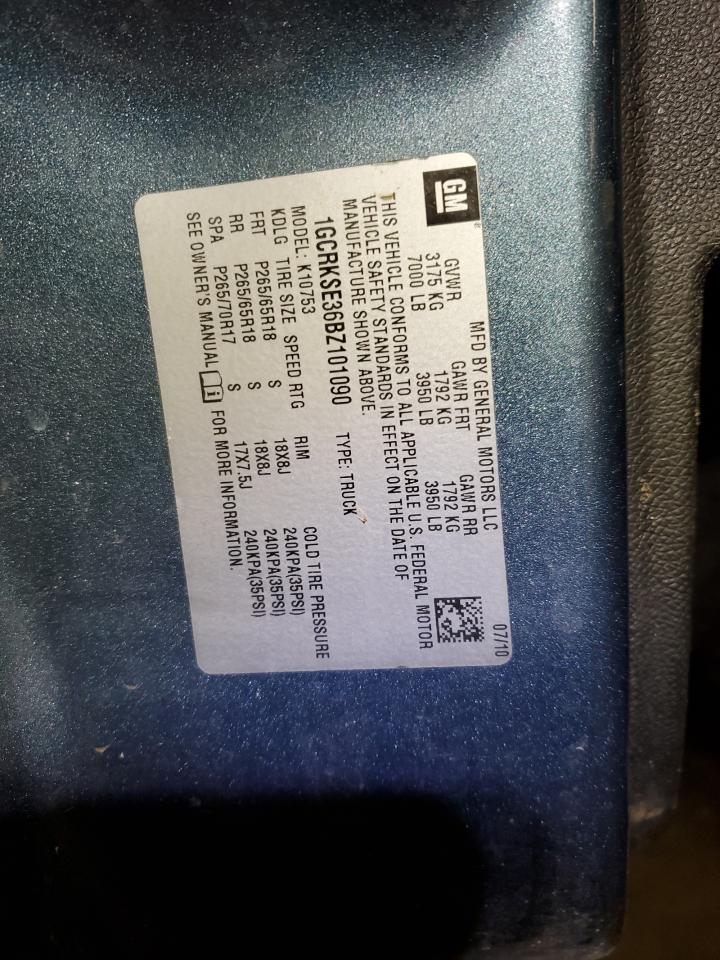 GM
MFD BY GENERAL MOTORS LLC 07/10
GVWR GAWR FRT GAWR RR
3175 KG 1792 KG 1792 KG
7000 LB 3950 LB 3950 LB
THIS VEHICLE CONFORMS TO ALL APPLICABLE U.S. FEDERAL MOTOR
VEHICLE SAFETY STANDARDS IN EFFECT ON THE DATE OF
MANUFACTURE SHOWN ABOVE.
1GCRKSE36BZ101090 TYPE: TRUCK
MODEL: K10753
KDLG TIRE SIZE SPEED RTG RIM COLD TIRE PRESSURE
FRT P265/65R18 S 18X8J 240KPA(35PSI)
RR P265/65R18 S 18X8J 240KPA(35PSI)
SPA P265/70R17 S 17X7.5J 240KPA(35PSI)
SEE OWNER'S MANUAL i FOR MORE INFORMATION.